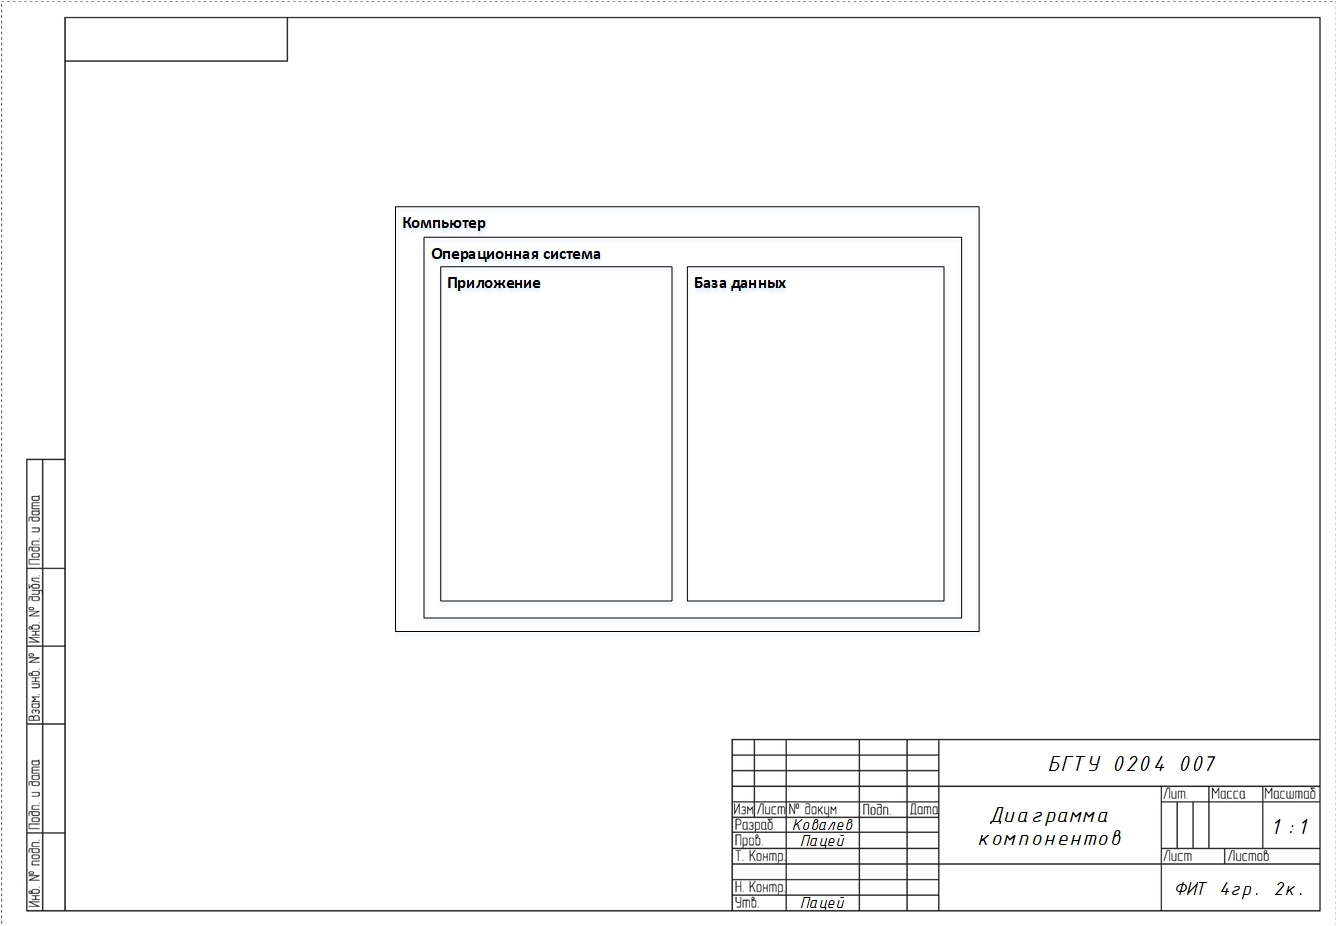 Компьютер
Операционная система
Приложение
База данных
Подп. и дата
Инв. № дубл.
Взам. инв. №
Подп. и дата
Инв. № подл.
БГТУ 0204 007
Лит. Масса Масштаб
Изм Лист № докум Подп. Дата
Разраб. Ковалев
Пров. Пацей
Т. Контр.
Н. Контр.
Утв. Пацей
Диаграмма
компонентов
1 : 1
Лист Листов
ФИТ 4гр. 2к.